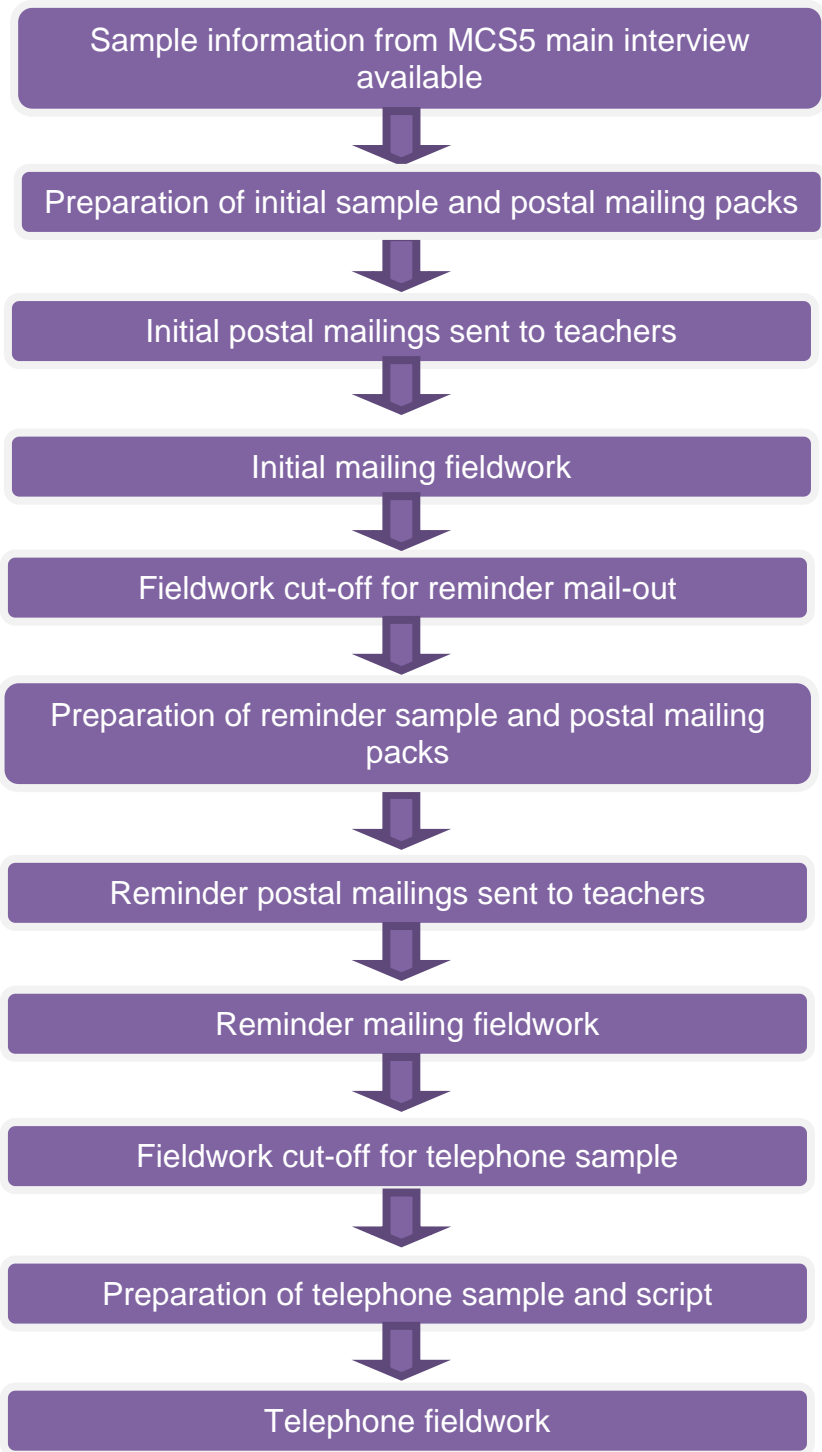 Sample information from MCS5 main interview
available
Preparation of initial sample and postal mailing packs
Initial postal mailings sent to teachers
Initial mailing fieldwork
Fieldwork cut-off for reminder mail-out
Preparation of reminder sample and postal mailing
packs
Reminder postal mailings sent to teachers
Reminder mailing fieldwork
Fieldwork cut-off for telephone sample
Preparation of telephone sample and script
Telephone fieldwork